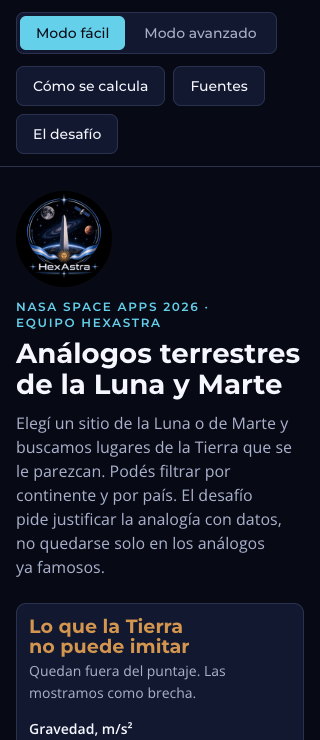 Modo fácil
Modo avanzado
Cómo se calcula
Fuentes
El desafío
HexAstra
NASA SPACE APPS 2026 ·
EQUIPO HEXASTRA
Análogos terrestres
de la Luna y Marte
Elegí un sitio de la Luna o de Marte y
buscamos lugares de la Tierra que se
le parezcan. Podés filtrar por
continente y por país. El desafío
pide justificar la analogía con datos,
no quedarse solo en los análogos
ya famosos.
Lo que la Tierra
no puede imitar
Quedan fuera del puntaje. Las
mostramos como brecha.
Gravedad, m/s²